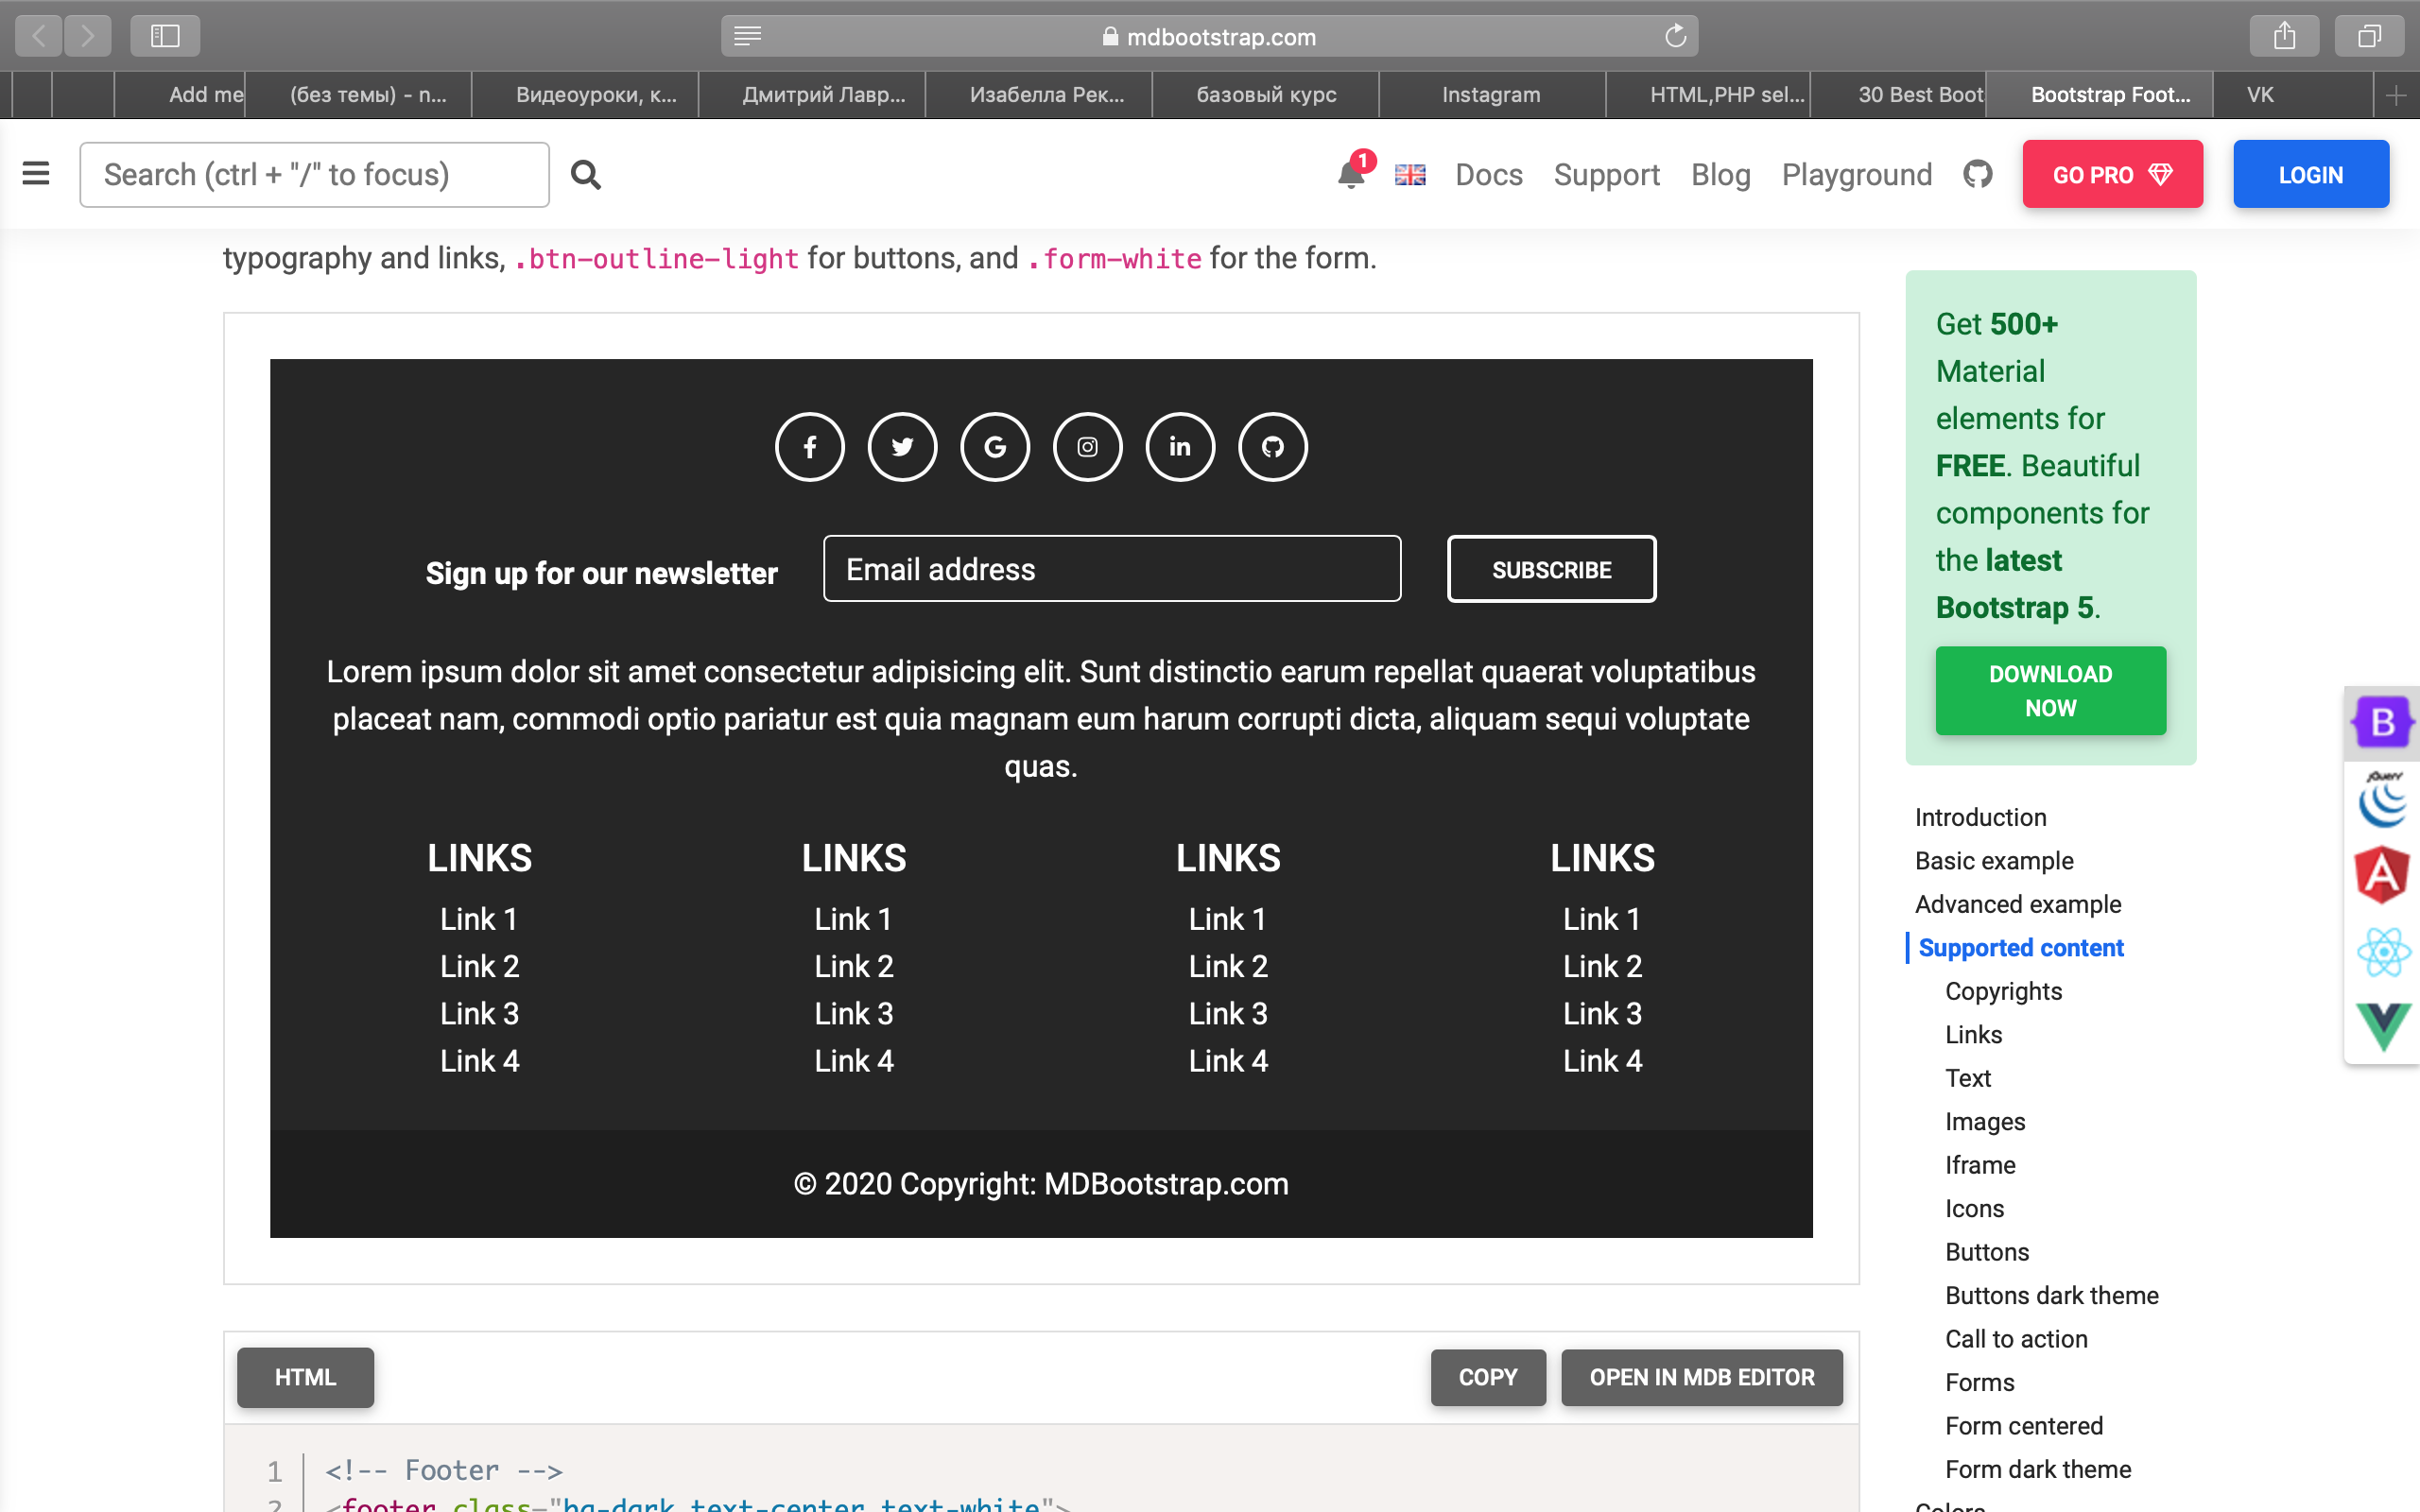 mdbootstrap.com
Add me
(без темы) - п...
Видеоуроки, к...
Дмитрий Лавр...
Изабелла Рек...
базовый курс
Instagram
HTML,PHP sel...
30 Best Boot
Bootstrap Foot...
VK
Search (ctrl + "/" to focus)
1
Docs
Support
Blog
Playground
GO PRO
LOGIN
typography and links, .btn-outline-light for buttons, and .form-white for the form.
Sign up for our newsletter
Email address
SUBSCRIBE
Lorem ipsum dolor sit amet consectetur adipisicing elit. Sunt distinctio earum repellat quaerat voluptatibus
placeat nam, commodi optio pariatur est quia magnam eum harum corrupti dicta, aliquam sequi voluptate
quas.
LINKS
Link 1
Link 2
Link 3
Link 4
LINKS
Link 1
Link 2
Link 3
Link 4
LINKS
Link 1
Link 2
Link 3
Link 4
LINKS
Link 1
Link 2
Link 3
Link 4
© 2020 Copyright: MDBootstrap.com
HTML
COPY
OPEN IN MDB EDITOR
1 <!-- Footer -->
2 <footer class="bg-dark text-center text-white">
Get 500+
Material
elements for
FREE. Beautiful
components for
the latest
Bootstrap 5.
DOWNLOAD
NOW
Introduction
Basic example
Advanced example
Supported content
Copyrights
Links
Text
Images
Iframe
Icons
Buttons
Buttons dark theme
Call to action
Forms
Form centered
Form dark theme
Colors
B
jQuery
A